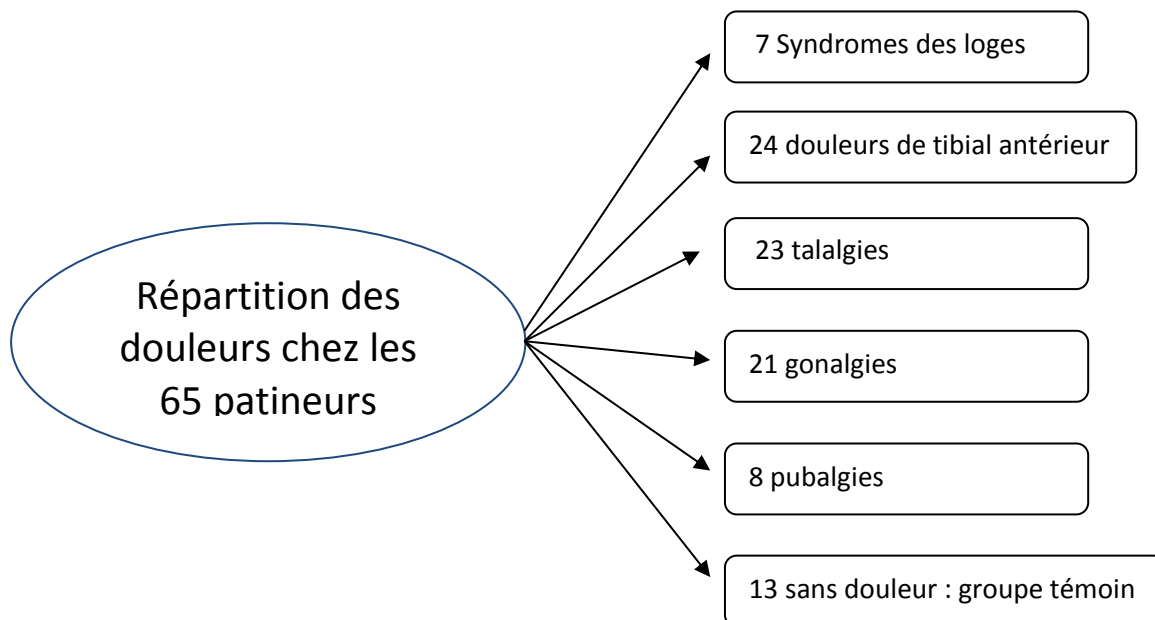 7 Syndromes des loges
24 douleurs de tibial antérieur
23 talalgies
Répartition des
douleurs chez les
65 patineurs
21 gonalgies
8 pubalgies
13 sans douleur : groupe témoin